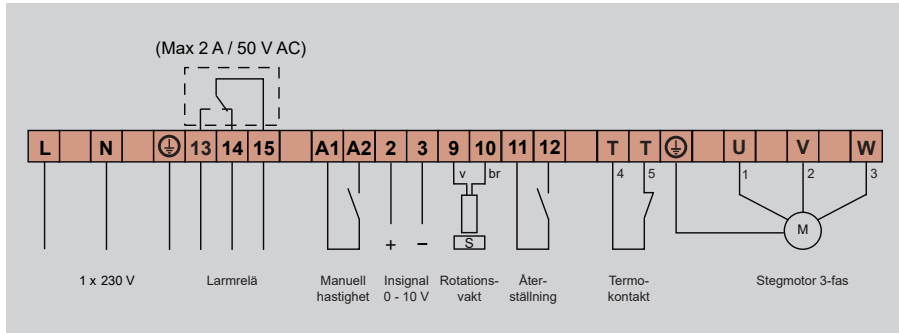 (Max 2 A / 50 V AC)
L N 13 14 15 A1 A2 2 3 9 10 11 12 T T U V W
v br 4 5 1 2 3
+ − S M
1 x 230 V Larmrelä Manuell hastighet Insignal 0 - 10 V Rotations-vakt Åter-ställning Termo-kontakt Stegmotor 3-fas